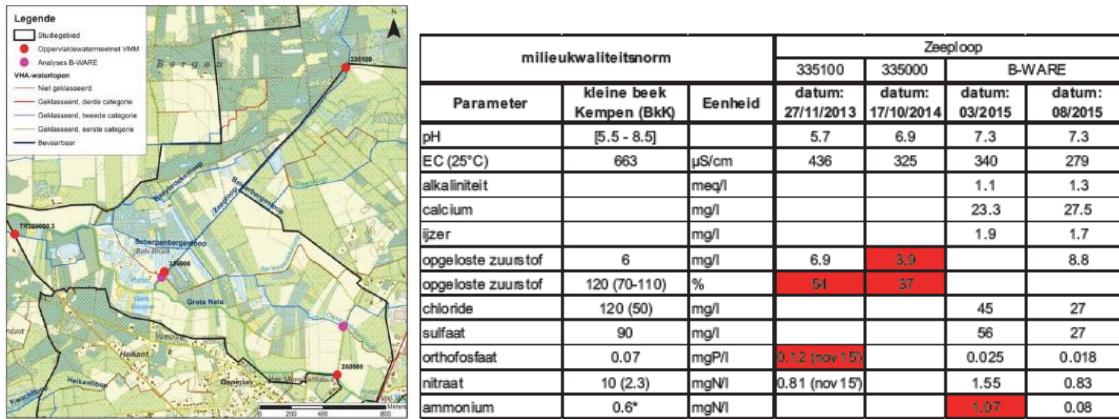 Legende
Studiegebied
Oppervlaktewatermeetnet VMM
Analyses B-WARE
VHA-waterlopen
Niet geklasseerd
Geklasseerd, derde categorie
Geklasseerd, tweede categorie
Geklasseerd, eerste categorie
Bevaarbaar
Bergen
335100
Zeeploop
Scherpenbergenloop
335000
Grote Nete
Heikant
Heikantloop
0 200 400 800
Meters
milieukwaliteitsnorm Zeeploop
335100 335000 B-WARE
Parameter kleine beek Kempen (BkK) Eenheid datum: 27/11/2013 datum: 17/10/2014 datum: 03/2015 datum: 08/2015
pH [5.5 - 8.5] 5.7 6.9 7.3 7.3
EC (25°C) 663 µS/cm 436 325 340 279
alkaliniteit meq/l 1.1 1.3
calcium mg/l 23.3 27.5
ijzer mg/l 1.9 1.7
opgeloste zuurstof 6 mg/l 6.9 3.9 8.8
opgeloste zuurstof 120 (70-110) % 54 37
chloride 120 (50) mg/l 45 27
sulfaat 90 mg/l 56 27
orthofosfaat 0.07 mgP/l 0.12 (nov 15') 0.025 0.018
nitraat 10 (2.3) mgN/l 0.81 (nov 15') 1.55 0.83
ammonium 0.6* mgN/l 1.07 0.08